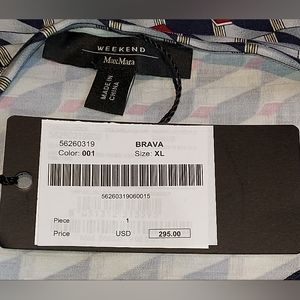 WEEKEND
MaxMara
MADE IN
CHINA
56260319 BRAVA
Color: 001 Size: XL
56260319060015
Piece 1
Price USD 295.00